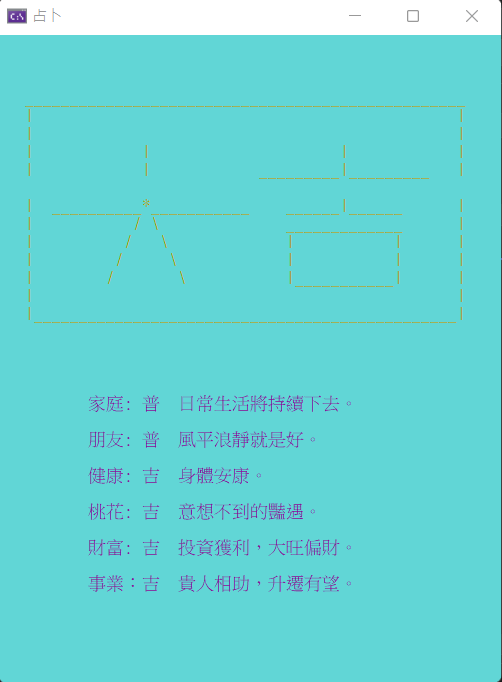 占卜
大吉
家庭: 普 日常生活將持續下去。
朋友: 普 風平浪靜就是好。
健康: 吉 身體安康。
桃花: 吉 意想不到的豔遇。
財富: 吉 投資獲利，大旺偏財。
事業：吉 貴人相助，升遷有望。